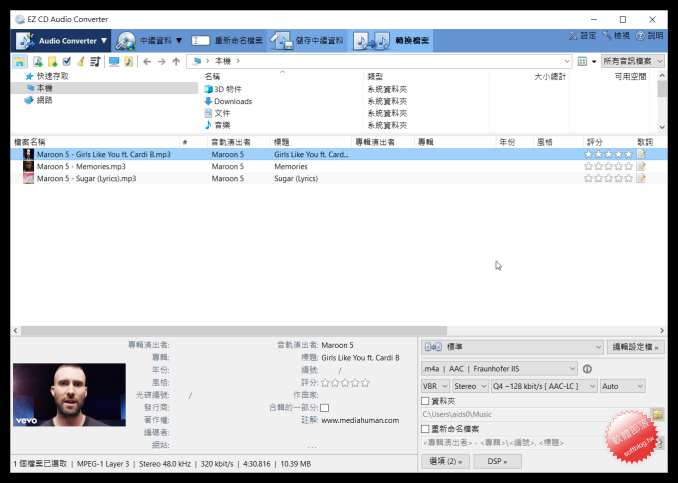 EZ CD Audio Converter
Audio Converter ▼ 中繼資料 ▼ 重新命名檔案 儲存中繼資料 轉換檔案 設定 檢視 說明
本機 所有音訊檔案
快速存取
本機
網路
名稱 類型 大小總計 可用空間
3D 物件 系統資料夾
Downloads 系統資料夾
文件 系統資料夾
音樂 系統資料夾
檔案名稱 # 音軌演出者 標題 專輯演出者 專輯 年份 風格 評分 歌詞
Maroon 5 - Girls Like You ft. Cardi B.mp3 Maroon 5 Girls Like You ft. Card...
Maroon 5 - Memories.mp3 Maroon 5 Memories
Maroon 5 - Sugar (Lyrics).mp3 Maroon 5 Sugar (Lyrics)
專輯演出者: 音軌演出者: Maroon 5
專輯: 標題: Girls Like You ft. Cardi B
年份: 編號: /
風格: 評分:
光碟編號: / 作曲家:
發行商: 合輯的一部分:
著作權: 註解: www.mediahuman.com
編碼者:
網站: ...
vevo
標準 編輯設定檔 »
.m4a | AAC | Fraunhofer IIS
VBR Stereo Q4 ~128 kbit/s [ AAC-LC ] Auto
資料夾
C:\Users\aids0\Music
重新命名檔案
<專輯演出者> - <專輯>\<編號>. <標題>
選項 (2) » DSP »
軟體部落
softblog.tw
1 個檔案已選取 | MPEG-1 Layer 3 | Stereo 48.0 kHz | 320 kbit/s | 4:30.816 | 10.39 MB